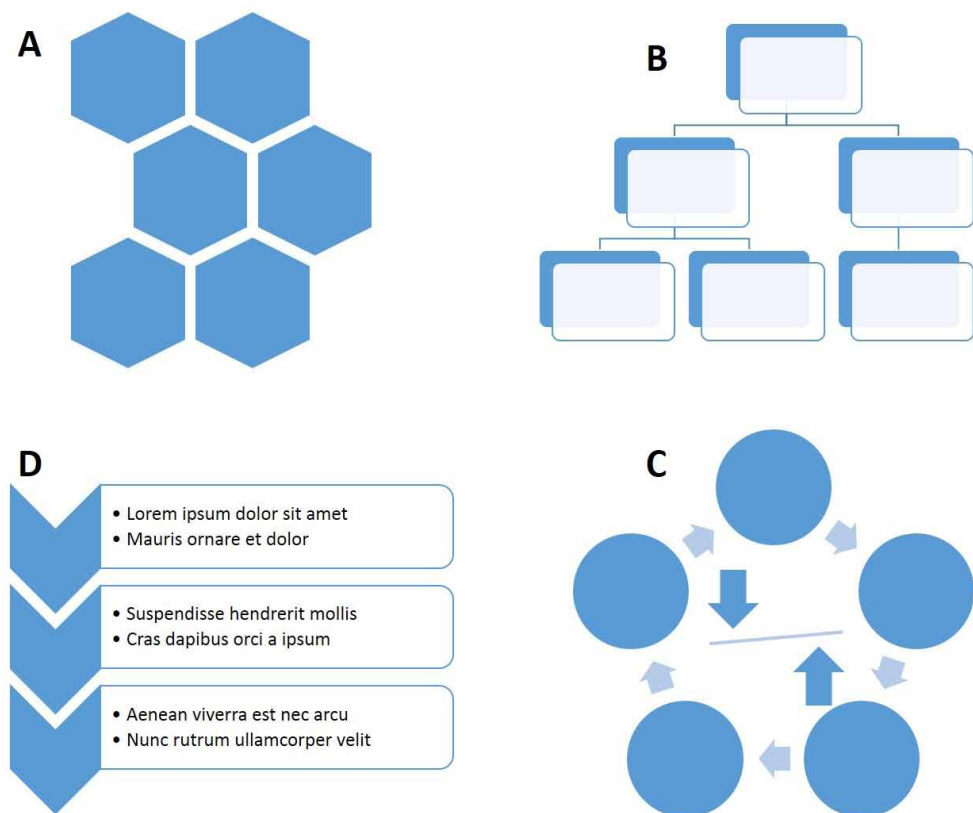 A
B
D
• Lorem ipsum dolor sit amet
• Mauris ornare et dolor
• Suspendisse hendrerit mollis
• Cras dapibus orci a ipsum
• Aenean viverra est nec arcu
• Nunc rutrum ullamcorper velit
C